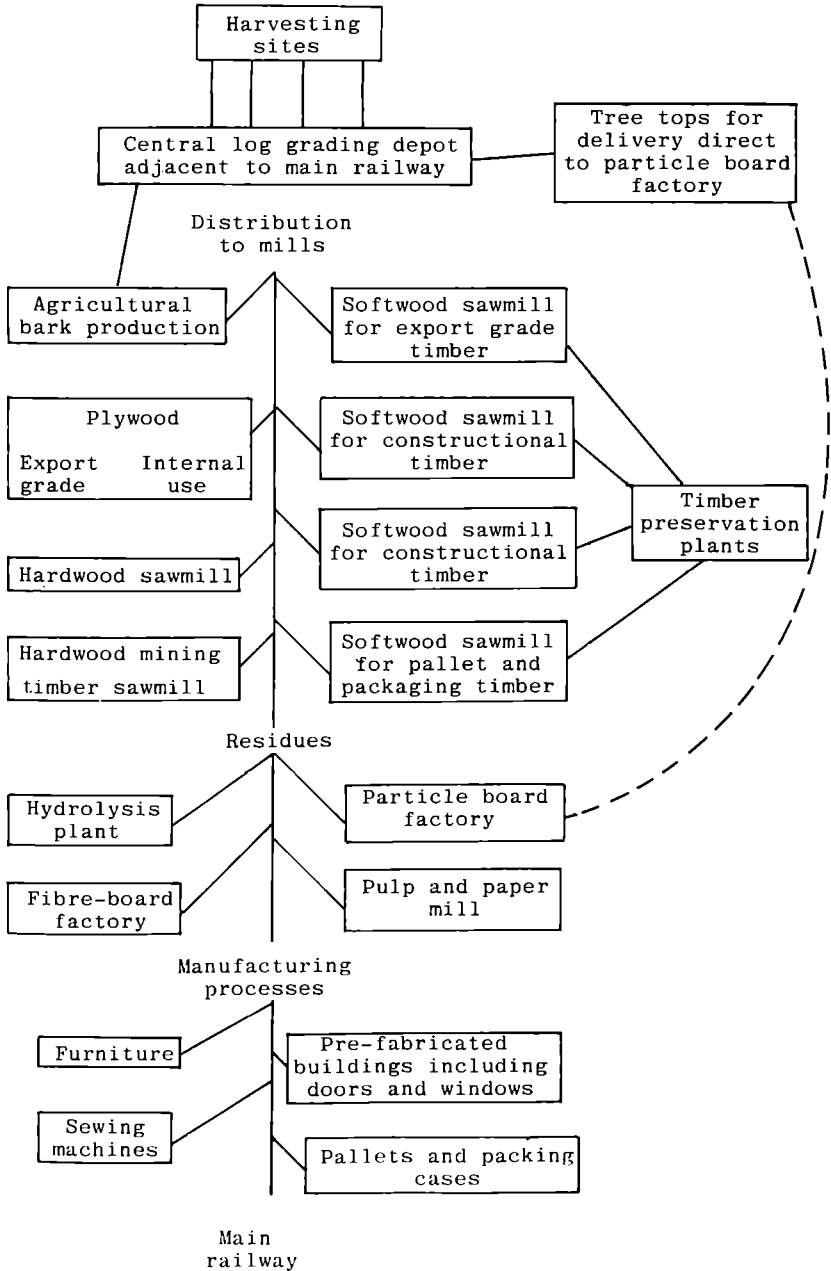 Harvesting
sites
Central log grading depot
adjacent to main railway
Tree tops for
delivery direct
to particle board
factory
Distribution
to mills
Agricultural
bark production
Softwood sawmill
for export grade
timber
Plywood
Export Internal
grade use
Softwood sawmill
for constructional
timber
Timber
preservation
plants
Softwood sawmill
for constructional
timber
Hardwood sawmill
Hardwood mining
timber sawmill
Softwood sawmill
for pallet and
packaging timber
Residues
Hydrolysis
plant
Particle board
factory
Fibre-board
factory
Pulp and paper
mill
Manufacturing
processes
Furniture
Pre-fabricated
buildings including
doors and windows
Sewing
machines
Pallets and packing
cases
Main
railway